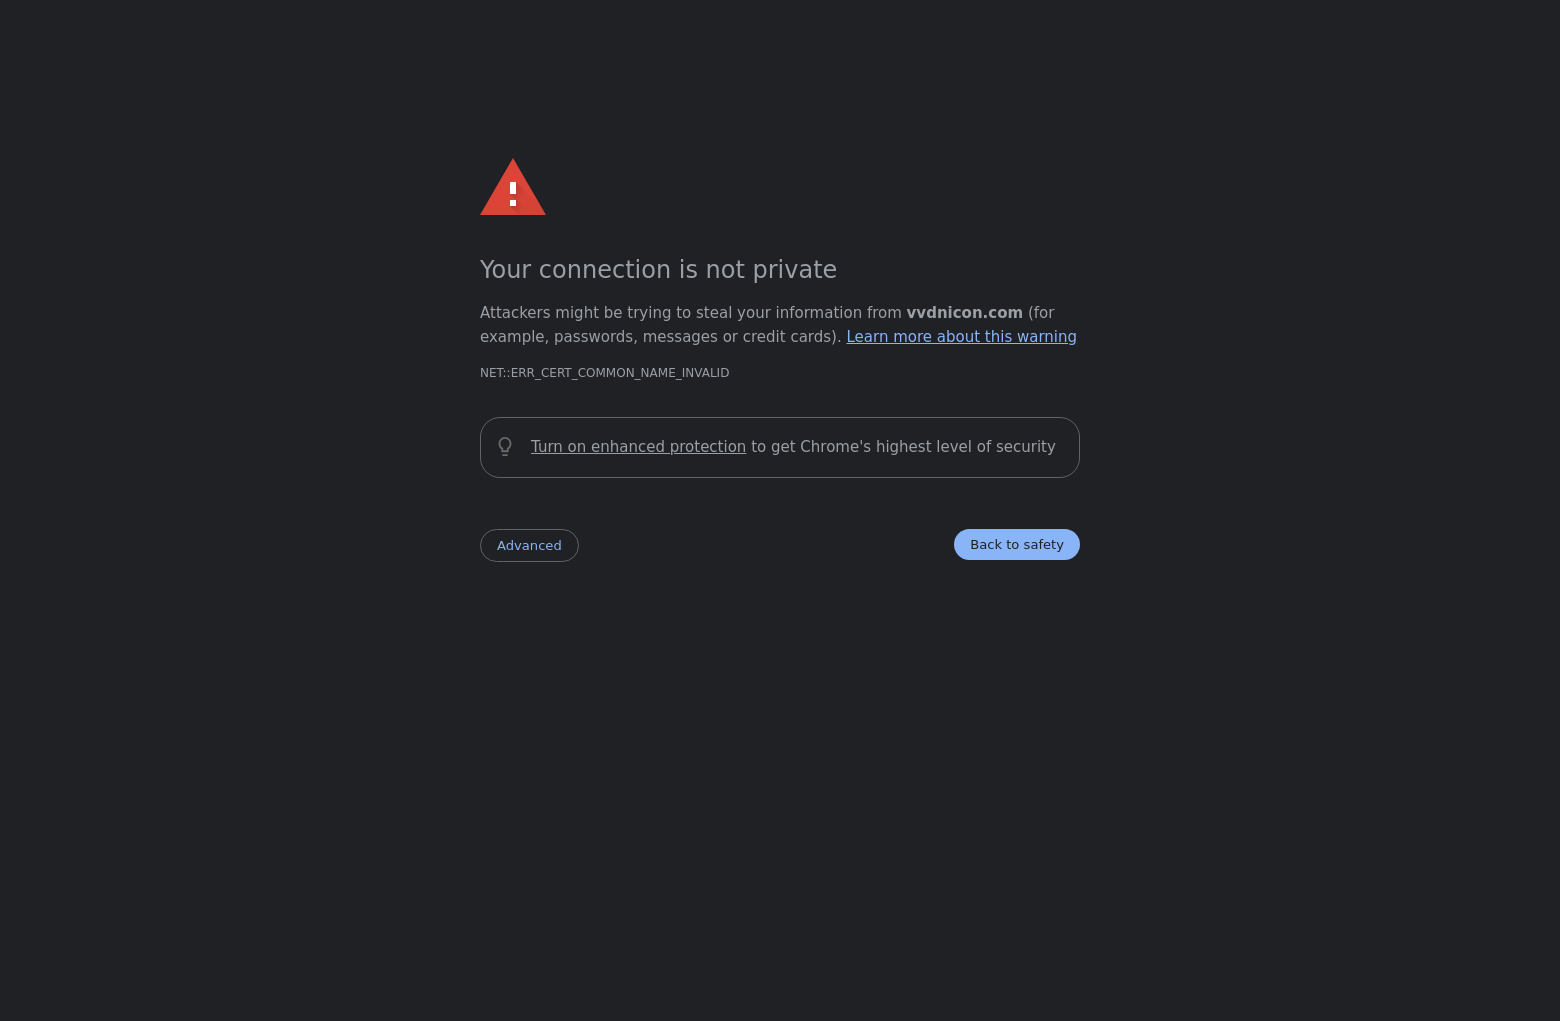 Your connection is not private
Attackers might be trying to steal your information from vvdnicon.com (for
example, passwords, messages or credit cards). Learn more about this warning
NET::ERR_CERT_COMMON_NAME_INVALID
Turn on enhanced protection to get Chrome's highest level of security
Advanced
Back to safety